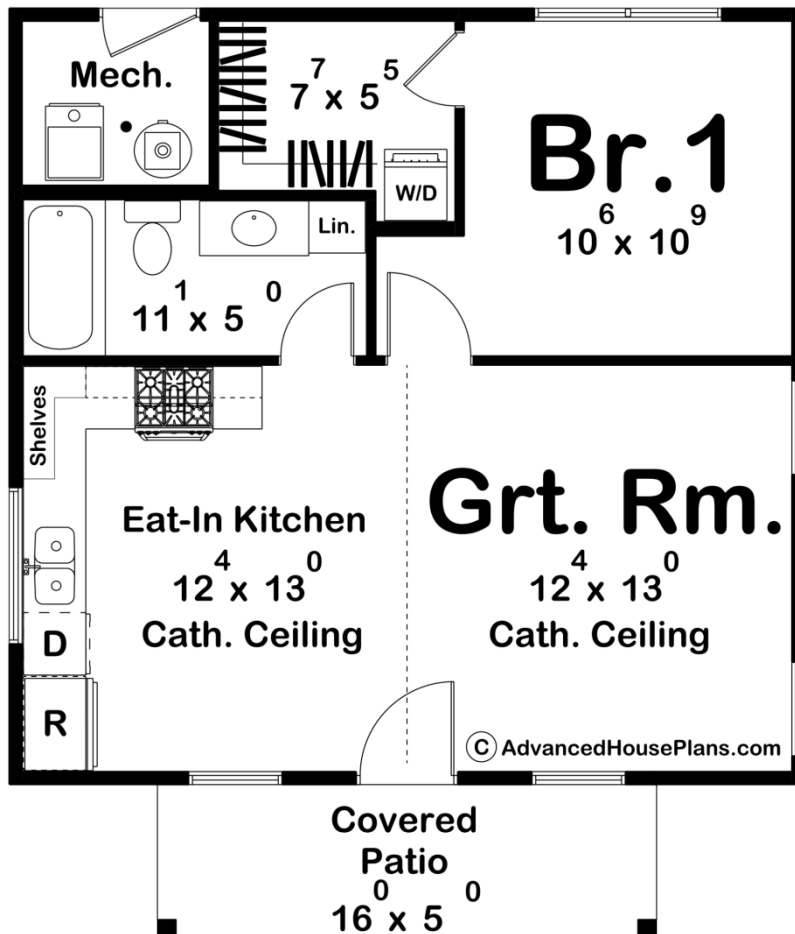 Mech.
7⁷ x 5⁵
Br.1
10⁶ x 10⁹
W/D
Lin.
11¹ x 5⁰
Shelves
Eat-In Kitchen
12⁴ x 13⁰
Cath. Ceiling
Grt. Rm.
12⁴ x 13⁰
Cath. Ceiling
D
R
© AdvancedHousePlans.com
Covered
Patio
16⁰ x 5⁰